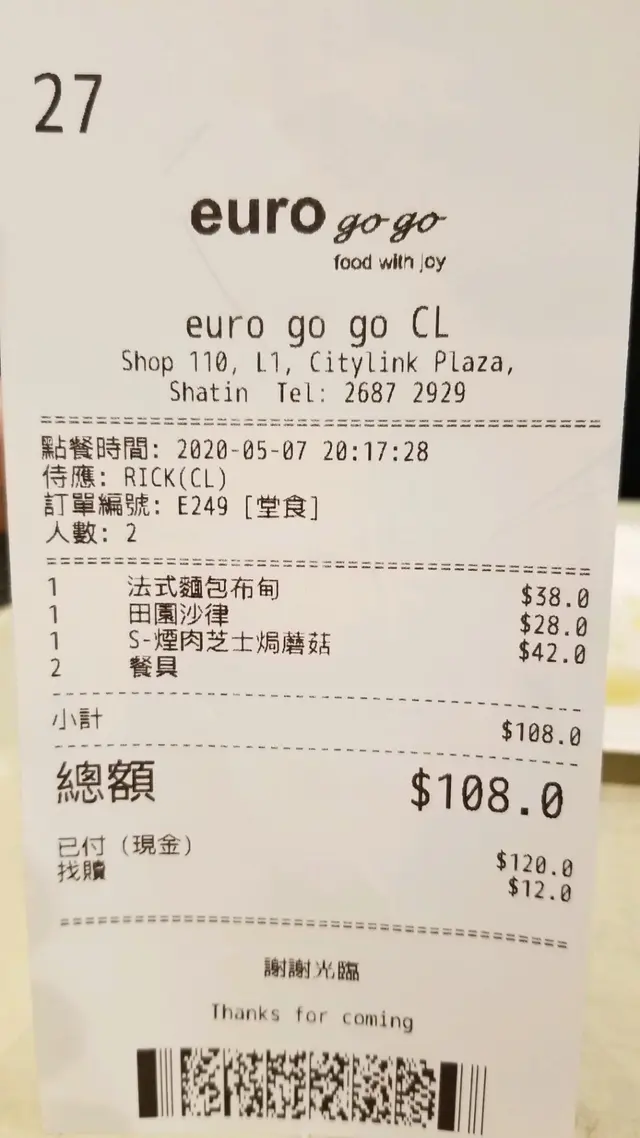 27
euro go go
food with joy
euro go go CL
Shop 110, L1, Citylink Plaza,
Shatin Tel: 2687 2929
點餐時間: 2020-05-07 20:17:28
侍應: RICK(CL)
訂單編號: E249 [堂食]
人數: 2
1 法式麵包布甸 $38.0
1 田園沙律 $28.0
1 S-煙肉芝士焗蘑菇 $42.0
2 餐具
小計 $108.0
總額 $108.0
已付 (現金) $120.0
找贖 $12.0
謝謝光臨
Thanks for coming